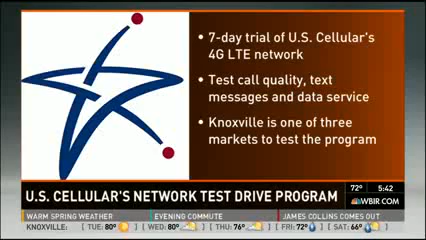 • 7-day trial of U.S. Cellular's
4G LTE network
• Test call quality, text
messages and data service
• Knoxville is one of three
markets to test the program
U.S. CELLULAR'S NETWORK TEST DRIVE PROGRAM
72° 5:42
WBIR.COM
WARM SPRING WEATHER EVENING COMMUTE JAMES COLLINS COMES OUT
KNOXVILLE: [ TUE: 80° ] [ WED: 80° ] [ THU: 76° ] [ FRI: 72° ] [ SAT: 66° ]